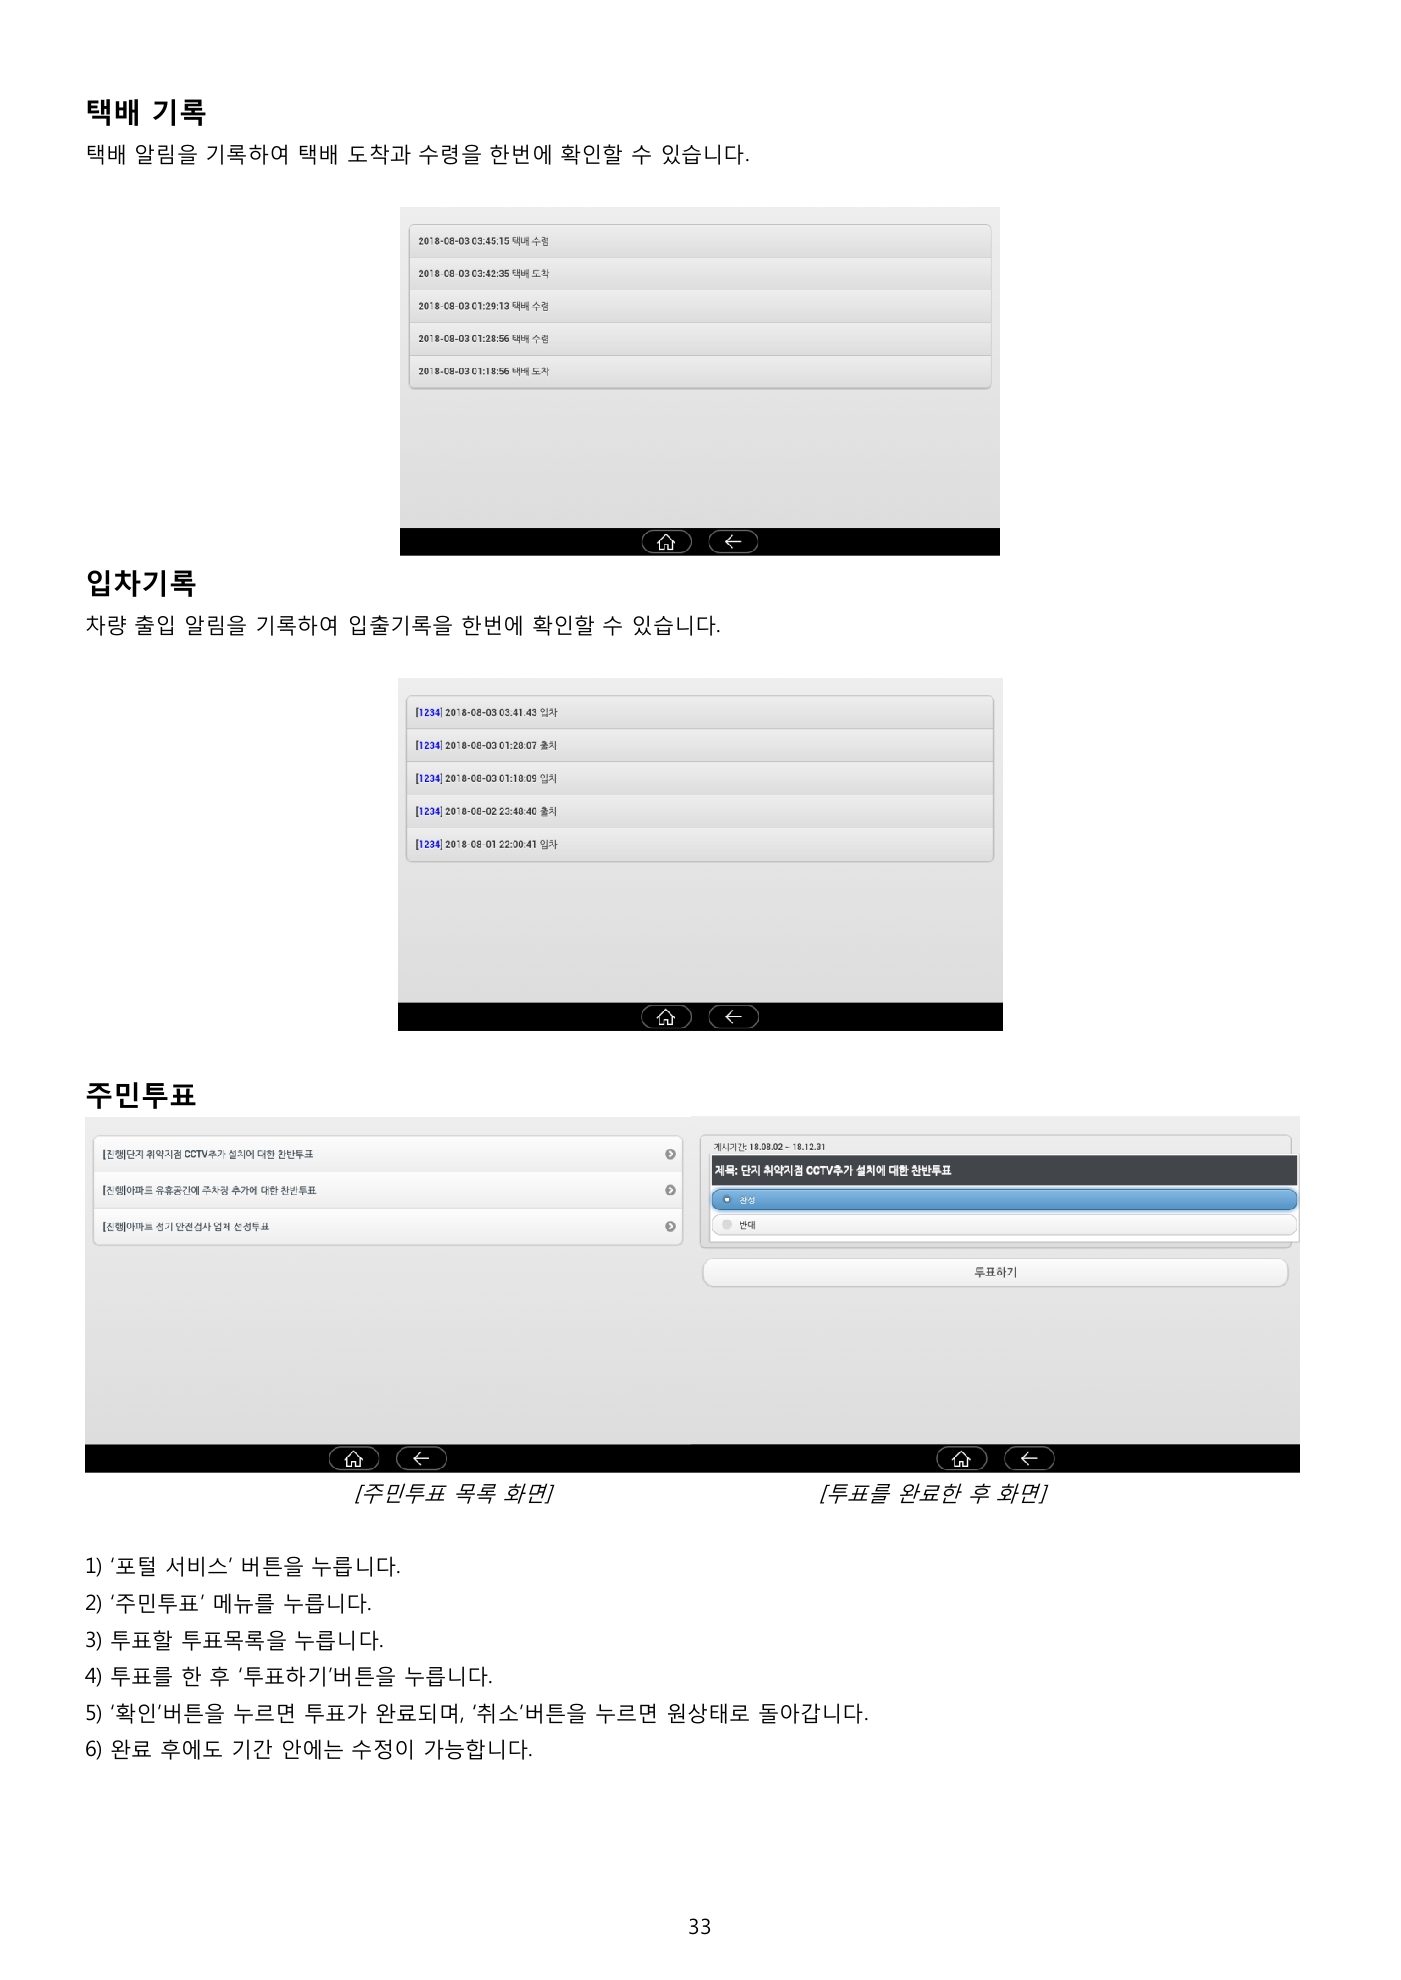 택배 기록
택배 알림을 기록하여 택배 도착과 수령을 한번에 확인할 수 있습니다.
2018-08-03 03:45:15 택배 수령
2018-08-03 03:42:35 택배 도착
2018-08-03 01:29:13 택배 수령
2018-08-03 01:28:56 택배 수령
2018-08-03 01:18:56 택배 도착
입차기록
차량 출입 알림을 기록하여 입출기록을 한번에 확인할 수 있습니다.
[1234] 2018-08-03 03:41:43 입차
[1234] 2018-08-03 01:28:07 출차
[1234] 2018-08-03 01:18:09 입차
[1234] 2018-08-02 23:48:40 출차
[1234] 2018-08-01 22:00:41 입차
주민투표
[진행]단지 취약지점 CCTV추가 설치에 대한 찬반투표
[진행]아파트 유휴공간에 주차장 추가에 대한 찬반투표
[진행]아파트 정기 안전검사 업체 선정투표
게시기간: 18.08.02 ~ 18.12.31
제목: 단지 취약지점 CCTV추가 설치에 대한 찬반투표
찬성
반대
투표하기
[주민투표 목록 화면]
[투표를 완료한 후 화면]
1) ‘포털 서비스’ 버튼을 누릅니다.
2) ‘주민투표’ 메뉴를 누릅니다.
3) 투표할 투표목록을 누릅니다.
4) 투표를 한 후 ‘투표하기’버튼을 누릅니다.
5) ‘확인’버튼을 누르면 투표가 완료되며, ‘취소’버튼을 누르면 원상태로 돌아갑니다.
6) 완료 후에도 기간 안에는 수정이 가능합니다.
33